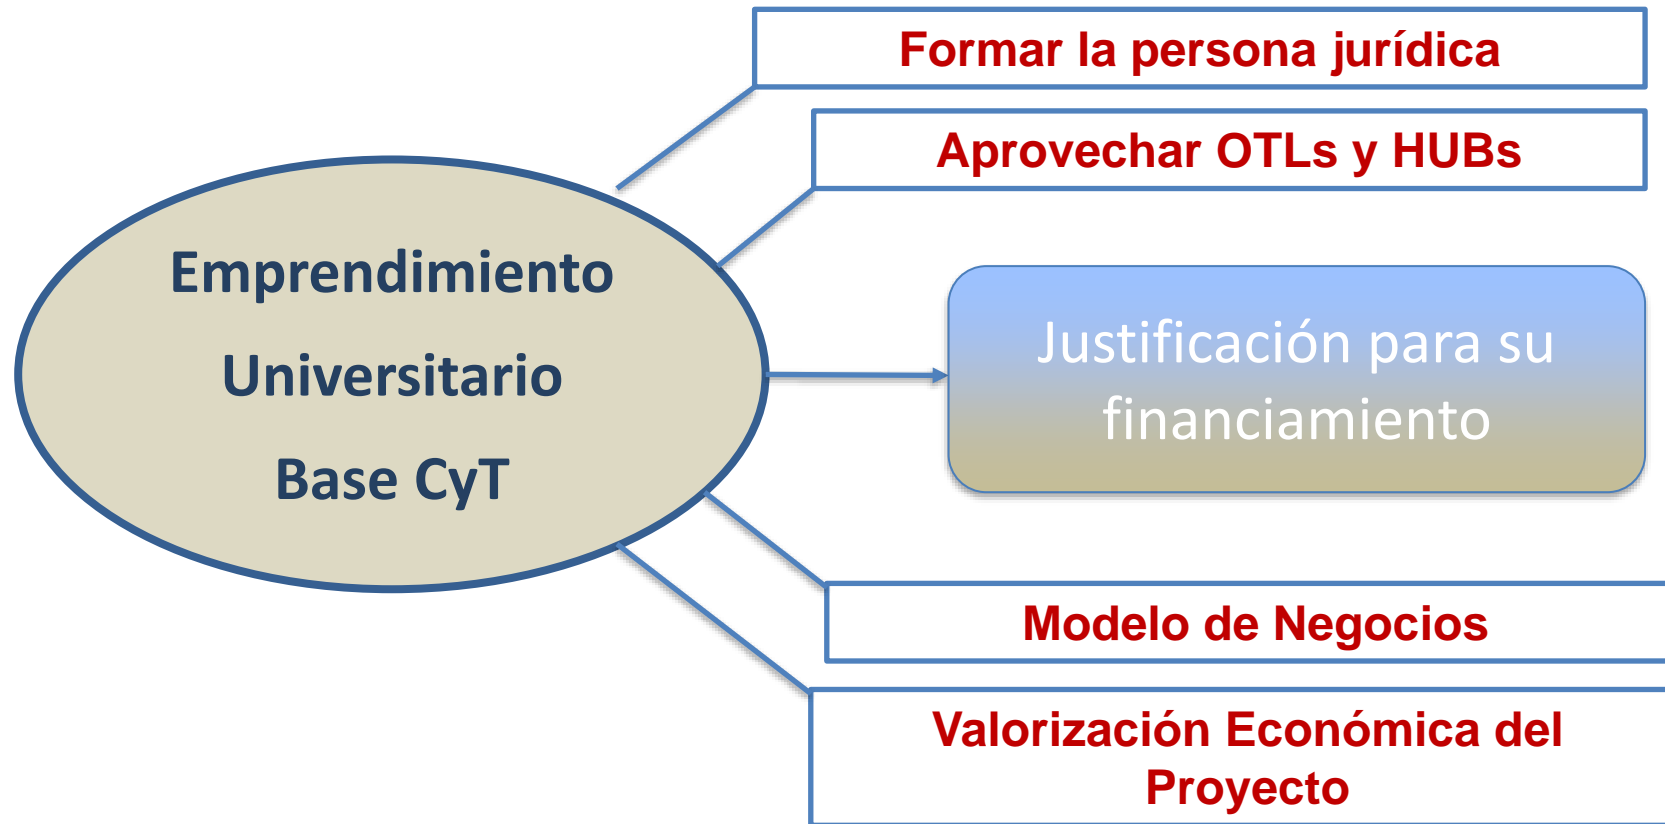 Formar la persona jurídica
Aprovechar OTLs y HUBs
Emprendimiento
Universitario
Base CyT
Justificación para su
financiamiento
Modelo de Negocios
Valorización Económica del
Proyecto